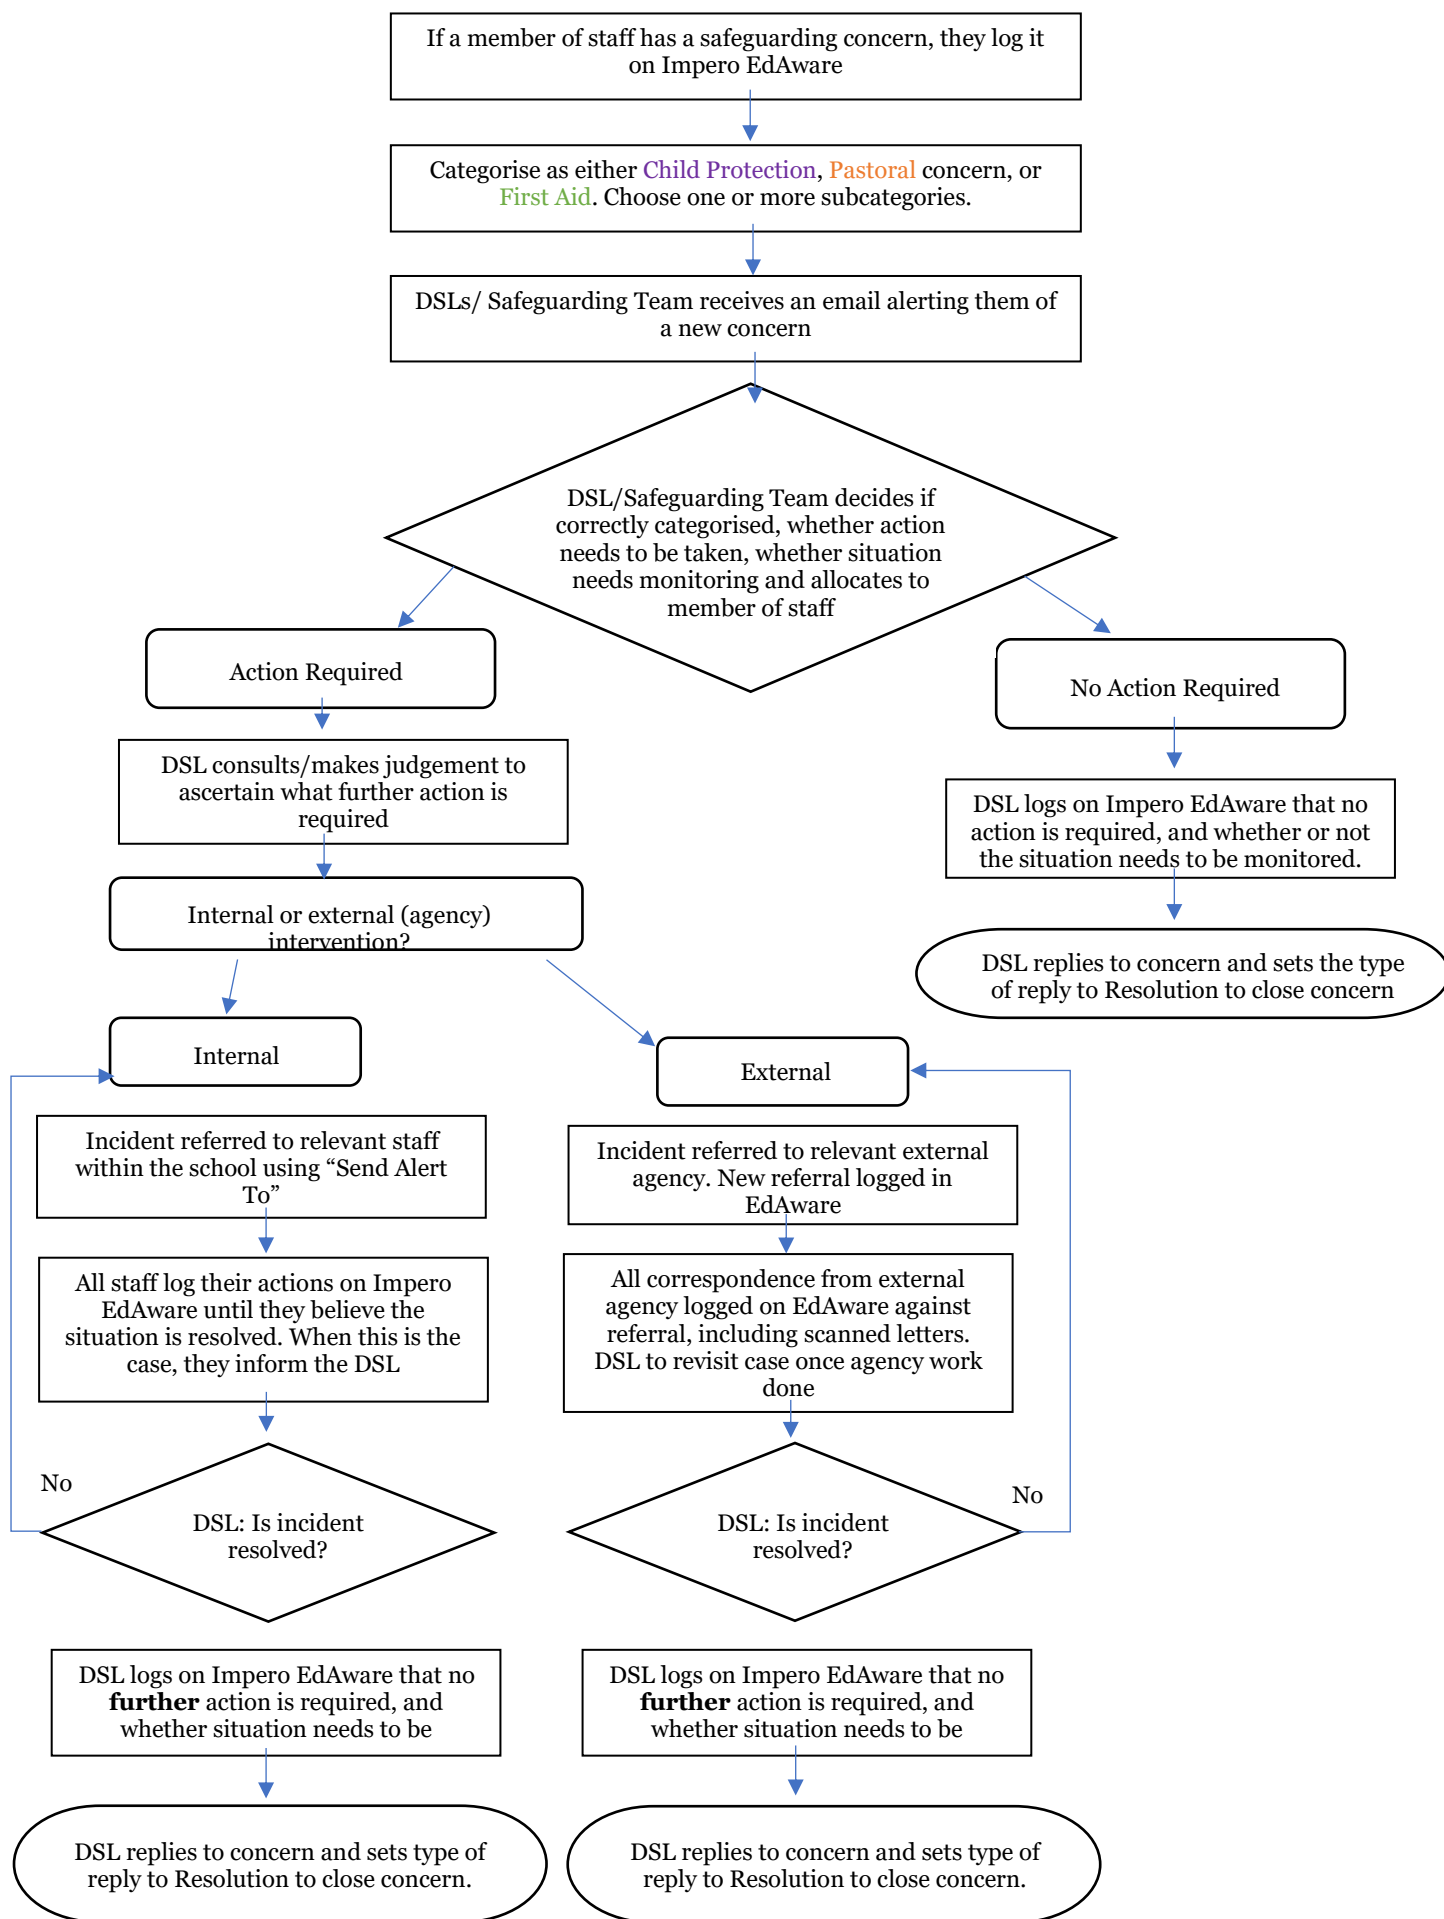 If a member of staff has a safeguarding concern, they log it
on Impero EdAware
Categorise as either Child Protection, Pastoral concern, or
First Aid. Choose one or more subcategories.
DSLs/ Safeguarding Team receives an email alerting them of
a new concern
DSL/Safeguarding Team decides if
correctly categorised, whether action
needs to be taken, whether situation
needs monitoring and allocates to
member of staff
Action Required
No Action Required
DSL consults/makes judgement to
ascertain what further action is
required
DSL logs on Impero EdAware that no
action is required, and whether or not
the situation needs to be monitored.
Internal or external (agency)
intervention?
DSL replies to concern and sets the type
of reply to Resolution to close concern
Internal
External
Incident referred to relevant staff
within the school using “Send Alert
To”
Incident referred to relevant external
agency. New referral logged in
EdAware
All staff log their actions on Impero
EdAware until they believe the
situation is resolved. When this is the
case, they inform the DSL
All correspondence from external
agency logged on EdAware against
referral, including scanned letters.
DSL to revisit case once agency work
done
No
DSL: Is incident
resolved?
No
DSL: Is incident
resolved?
DSL logs on Impero EdAware that no
further action is required, and
whether situation needs to be
DSL logs on Impero EdAware that no
further action is required, and
whether situation needs to be
DSL replies to concern and sets type of
reply to Resolution to close concern.
DSL replies to concern and sets type of
reply to Resolution to close concern.